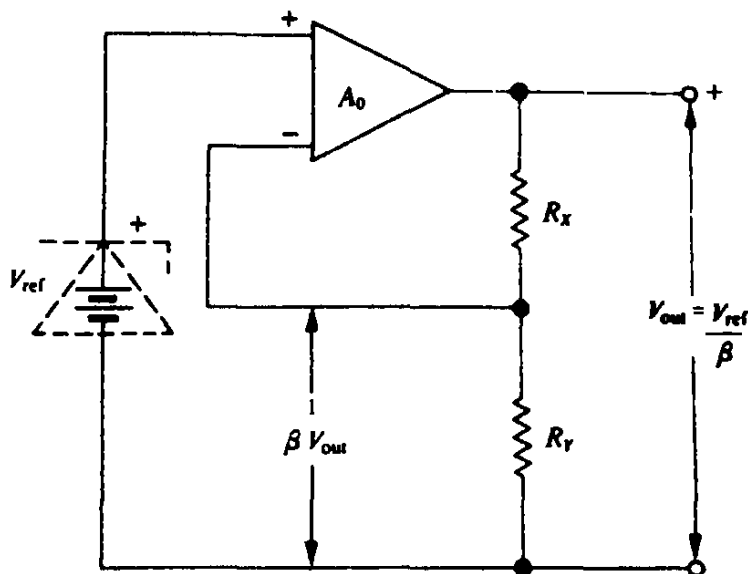 +
A₀
−
+
R_X
+
V_ref
V_out = V_ref / β
β V_out
R_Y